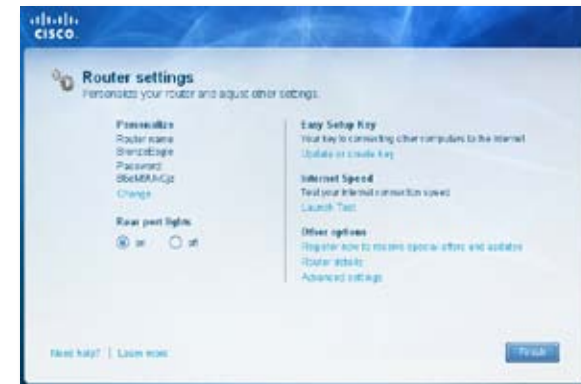 CISCO
Router settings
Personalize your router and adjust other settings.
Personalize
Router name
BronzeEagle
Password
Change
Rear port lights
on off
Easy Setup Key
Your key to connecting other computers to the Internet
Update or create key
Internet Speed
Test your Internet connection speed
Launch Test
Other options
Register now to receive special offers and updates
Router details
Advanced settings
Need help? | Learn more
Finish